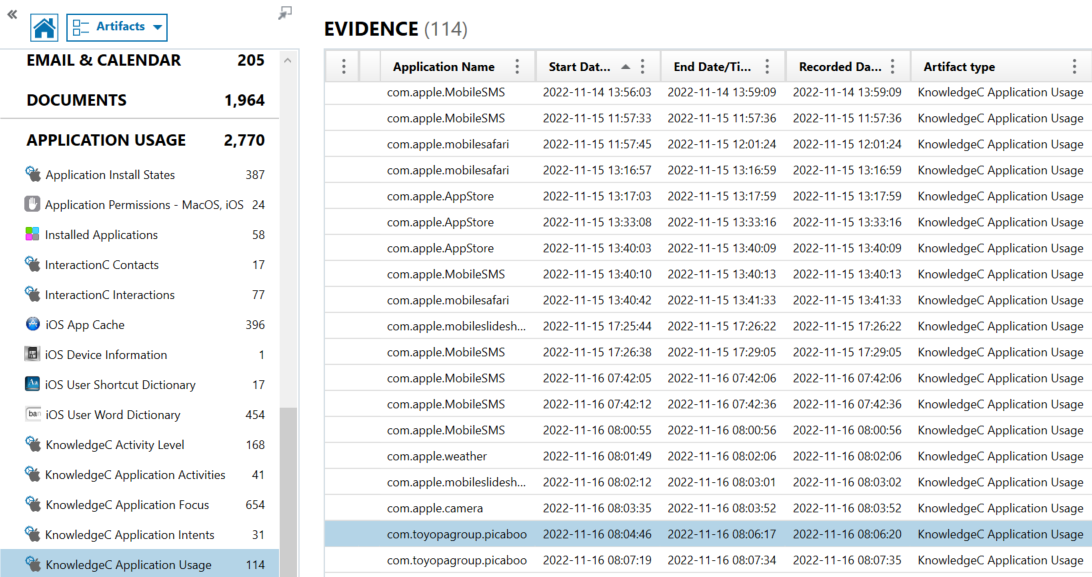 «
Artifacts
EMAIL & CALENDAR 205
DOCUMENTS 1,964
APPLICATION USAGE 2,770
Application Install States 387
Application Permissions - MacOS, iOS 24
Installed Applications 58
InteractionC Contacts 17
InteractionC Interactions 77
iOS App Cache 396
iOS Device Information 1
iOS User Shortcut Dictionary 17
iOS User Word Dictionary 454
KnowledgeC Activity Level 168
KnowledgeC Application Activities 41
KnowledgeC Application Focus 654
KnowledgeC Application Intents 31
KnowledgeC Application Usage 114
EVIDENCE (114)
Application Name Start Dat... End Date/Ti... Recorded Da... Artifact type
com.apple.MobileSMS 2022-11-14 13:56:03 2022-11-14 13:59:09 2022-11-14 13:59:09 KnowledgeC Application Usage
com.apple.MobileSMS 2022-11-15 11:57:33 2022-11-15 11:57:36 2022-11-15 11:57:36 KnowledgeC Application Usage
com.apple.mobilesafari 2022-11-15 11:57:45 2022-11-15 12:01:24 2022-11-15 12:01:24 KnowledgeC Application Usage
com.apple.mobilesafari 2022-11-15 13:16:57 2022-11-15 13:16:59 2022-11-15 13:16:59 KnowledgeC Application Usage
com.apple.AppStore 2022-11-15 13:17:03 2022-11-15 13:17:59 2022-11-15 13:17:59 KnowledgeC Application Usage
com.apple.AppStore 2022-11-15 13:33:08 2022-11-15 13:33:16 2022-11-15 13:33:16 KnowledgeC Application Usage
com.apple.AppStore 2022-11-15 13:40:03 2022-11-15 13:40:09 2022-11-15 13:40:09 KnowledgeC Application Usage
com.apple.MobileSMS 2022-11-15 13:40:10 2022-11-15 13:40:13 2022-11-15 13:40:13 KnowledgeC Application Usage
com.apple.mobilesafari 2022-11-15 13:40:42 2022-11-15 13:41:33 2022-11-15 13:41:33 KnowledgeC Application Usage
com.apple.mobileslidesh... 2022-11-15 17:25:44 2022-11-15 17:26:22 2022-11-15 17:26:22 KnowledgeC Application Usage
com.apple.MobileSMS 2022-11-15 17:26:38 2022-11-15 17:29:05 2022-11-15 17:29:05 KnowledgeC Application Usage
com.apple.MobileSMS 2022-11-16 07:42:05 2022-11-16 07:42:06 2022-11-16 07:42:06 KnowledgeC Application Usage
com.apple.MobileSMS 2022-11-16 07:42:12 2022-11-16 07:42:36 2022-11-16 07:42:36 KnowledgeC Application Usage
com.apple.MobileSMS 2022-11-16 08:00:55 2022-11-16 08:00:56 2022-11-16 08:00:56 KnowledgeC Application Usage
com.apple.weather 2022-11-16 08:01:49 2022-11-16 08:02:06 2022-11-16 08:02:06 KnowledgeC Application Usage
com.apple.mobileslidesh... 2022-11-16 08:02:12 2022-11-16 08:03:01 2022-11-16 08:03:02 KnowledgeC Application Usage
com.apple.camera 2022-11-16 08:03:35 2022-11-16 08:03:52 2022-11-16 08:03:52 KnowledgeC Application Usage
com.toyopagroup.picaboo 2022-11-16 08:04:46 2022-11-16 08:06:17 2022-11-16 08:06:20 KnowledgeC Application Usage
com.toyopagroup.picaboo 2022-11-16 08:07:19 2022-11-16 08:07:34 2022-11-16 08:07:35 KnowledgeC Application Usage